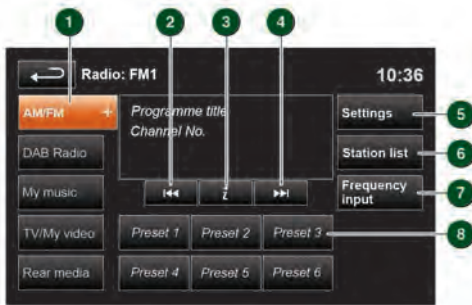 1 2 3 4
Radio: FM1 10:36
AM/FM + Programme title Settings 5
Channel No.
DAB Radio Station list 6
My music i Frequency input 7
TV/My video Preset 1 Preset 2 Preset 3 8
Rear media Preset 4 Preset 5 Preset 6